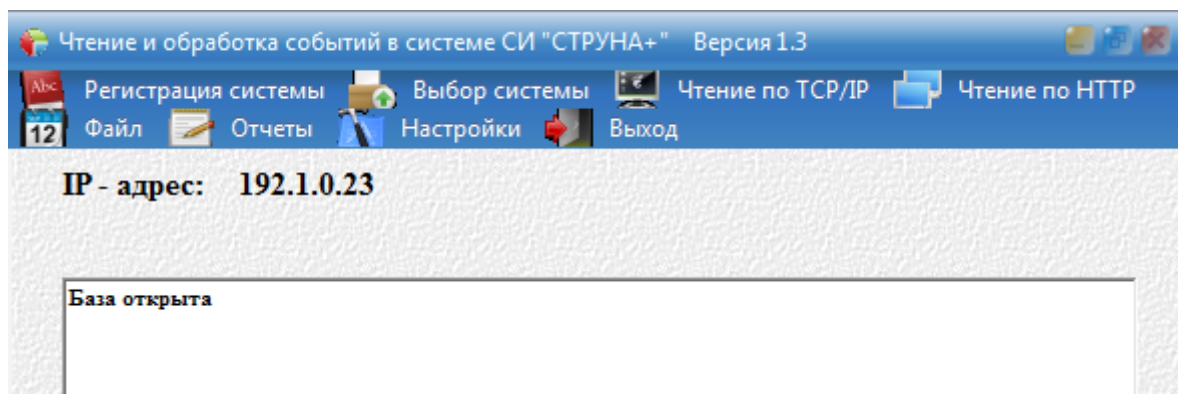 Чтение и обработка событий в системе СИ "СТРУНА+" Версия 1.3
Abc Регистрация системы Выбор системы Чтение по TCP/IP Чтение по HTTP
12 Файл Отчеты Настройки Выход
IP - адрес: 192.1.0.23
База открыта